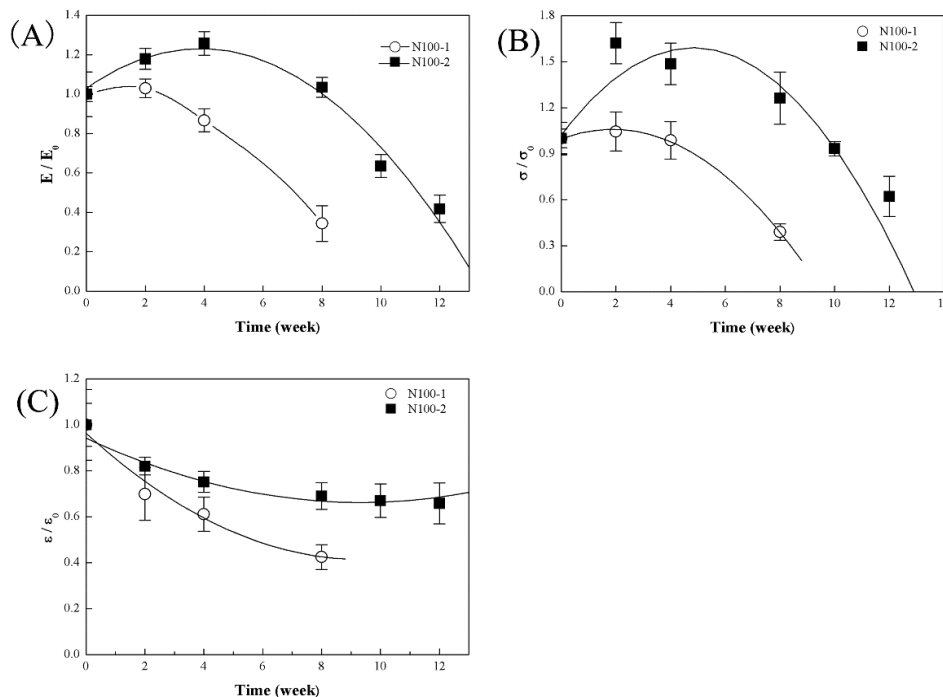 (A)
1.4
1.2
1.0
0.8
0.6
0.4
0.2
0.0
E / E0
N100-1
N100-2
0 2 4 6 8 10 12
Time (week)
(B)
1.8
1.5
1.2
0.9
0.6
0.3
0.0
σ / σ0
N100-1
N100-2
0 2 4 6 8 10 12 1
Time (week)
(C)
1.2
1.0
0.8
0.6
0.4
0.2
0.0
ε / ε0
N100-1
N100-2
0 2 4 6 8 10 12
Time (week)